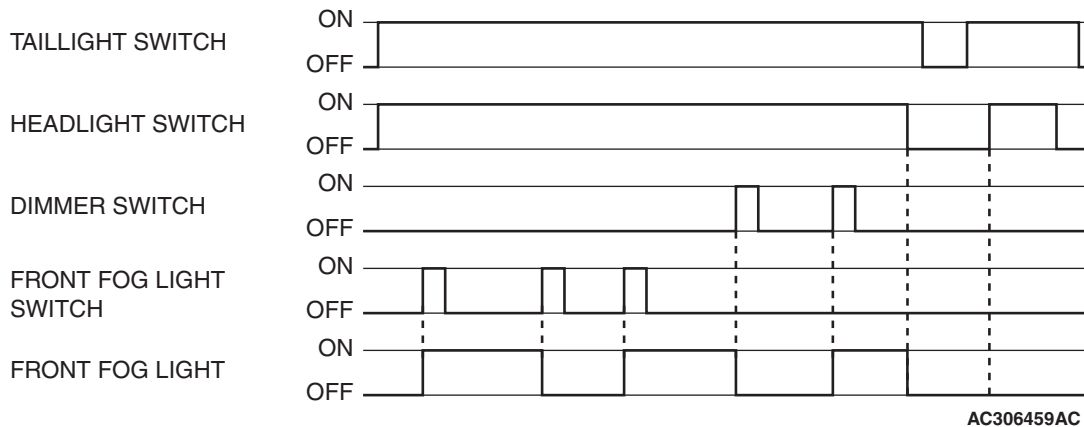 ON
TAILLIGHT SWITCH
OFF
ON
HEADLIGHT SWITCH
OFF
ON
DIMMER SWITCH
OFF
ON
FRONT FOG LIGHT
SWITCH
OFF
ON
FRONT FOG LIGHT
OFF
AC306459AC